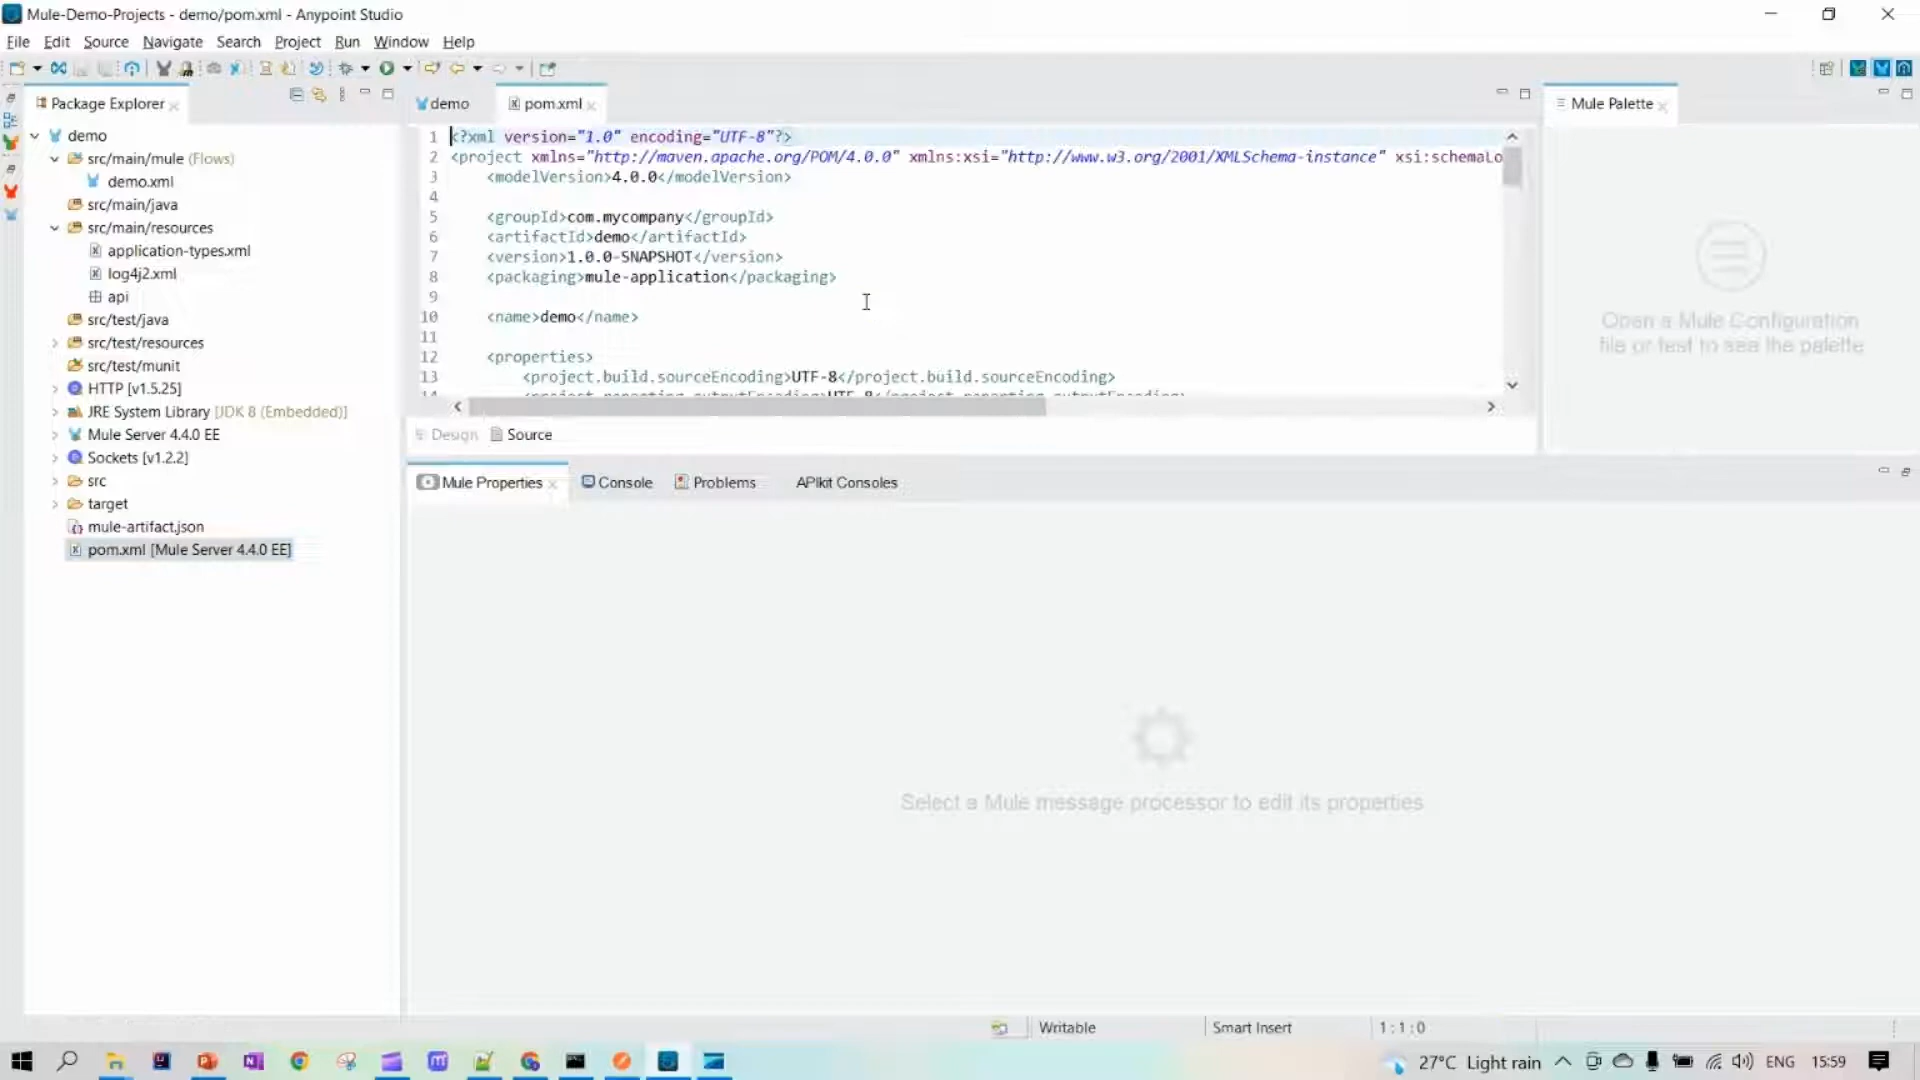 Mule-Demo-Projects - demo/pom.xml - Anypoint Studio
File Edit Source Navigate Search Project Run Window Help
Package Explorer
demo
src/main/mule (Flows)
demo.xml
src/main/java
src/main/resources
application-types.xml
log4j2.xml
api
src/test/java
src/test/resources
src/test/munit
HTTP [v1.5.25]
JRE System Library [JDK 8 (Embedded)]
Mule Server 4.4.0 EE
Sockets [v1.2.2]
src
target
mule-artifact.json
pom.xml [Mule Server 4.4.0 EE]
demo pom.xml
1 <?xml version="1.0" encoding="UTF-8"?>
2 <project xmlns="http://maven.apache.org/POM/4.0.0" xmlns:xsi="http://www.w3.org/2001/XMLSchema-instance" xsi:schemaLo
3 <modelVersion>4.0.0</modelVersion>
4
5 <groupId>com.mycompany</groupId>
6 <artifactId>demo</artifactId>
7 <version>1.0.0-SNAPSHOT</version>
8 <packaging>mule-application</packaging>
9
10 <name>demo</name>
11
12 <properties>
13 <project.build.sourceEncoding>UTF-8</project.build.sourceEncoding>
Design Source
Mule Palette
Open a Mule Configuration
file or test to see the palette
Mule Properties Console Problems APIkit Consoles
Select a Mule message processor to edit its properties
Writable Smart Insert 1:1:0
27°C Light rain ENG 15:59